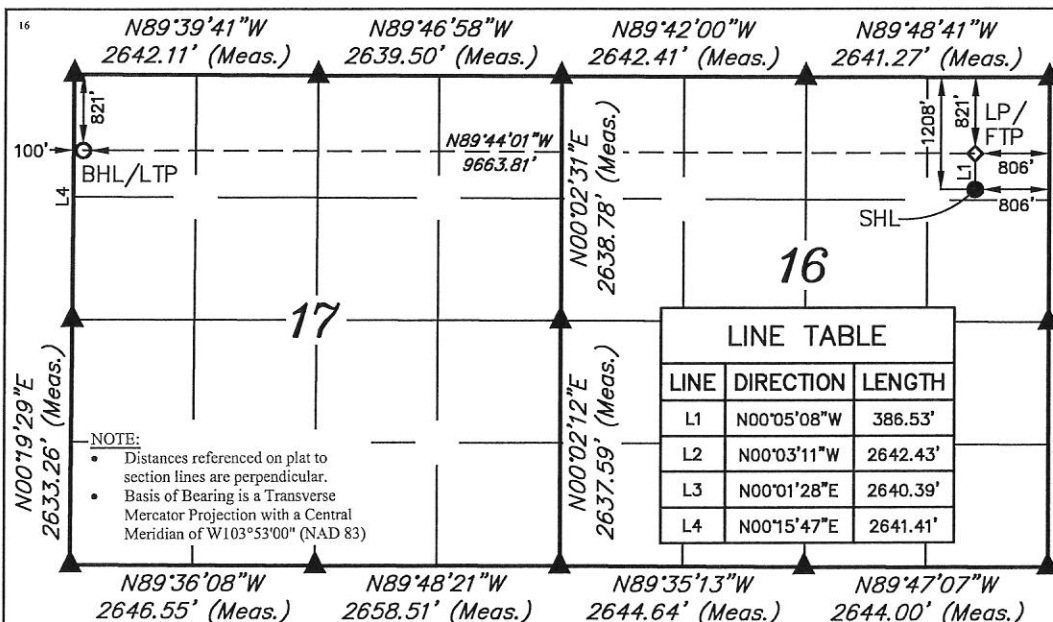 16
N89°39'41"W
2642.11' (Meas.)
N89°46'58"W
2639.50' (Meas.)
N89°42'00"W
2642.41' (Meas.)
N89°48'41"W
2641.27' (Meas.)
821'
100'
BHL/LTP
L4
N89°44'01"W
9663.81'
N00°02'31"E
2638.78' (Meas.)
1208'
821'
LP/
FTP
806'
L1
806'
SHL
17
16
N00°19'29"E
2633.26' (Meas.)
NOTE:
• Distances referenced on plat to
section lines are perpendicular.
• Basis of Bearing is a Transverse
Mercator Projection with a Central
Meridian of W103°53'00" (NAD 83)
N00°02'12"E
2637.59' (Meas.)
LINE TABLE
LINE DIRECTION LENGTH
L1 N00°05'08"W 386.53'
L2 N00°03'11"W 2642.43'
L3 N00°01'28"E 2640.39'
L4 N00°15'47"E 2641.41'
N89°36'08"W
2646.55' (Meas.)
N89°48'21"W
2658.51' (Meas.)
N89°35'13"W
2644.64' (Meas.)
N89°47'07"W
2644.00' (Meas.)